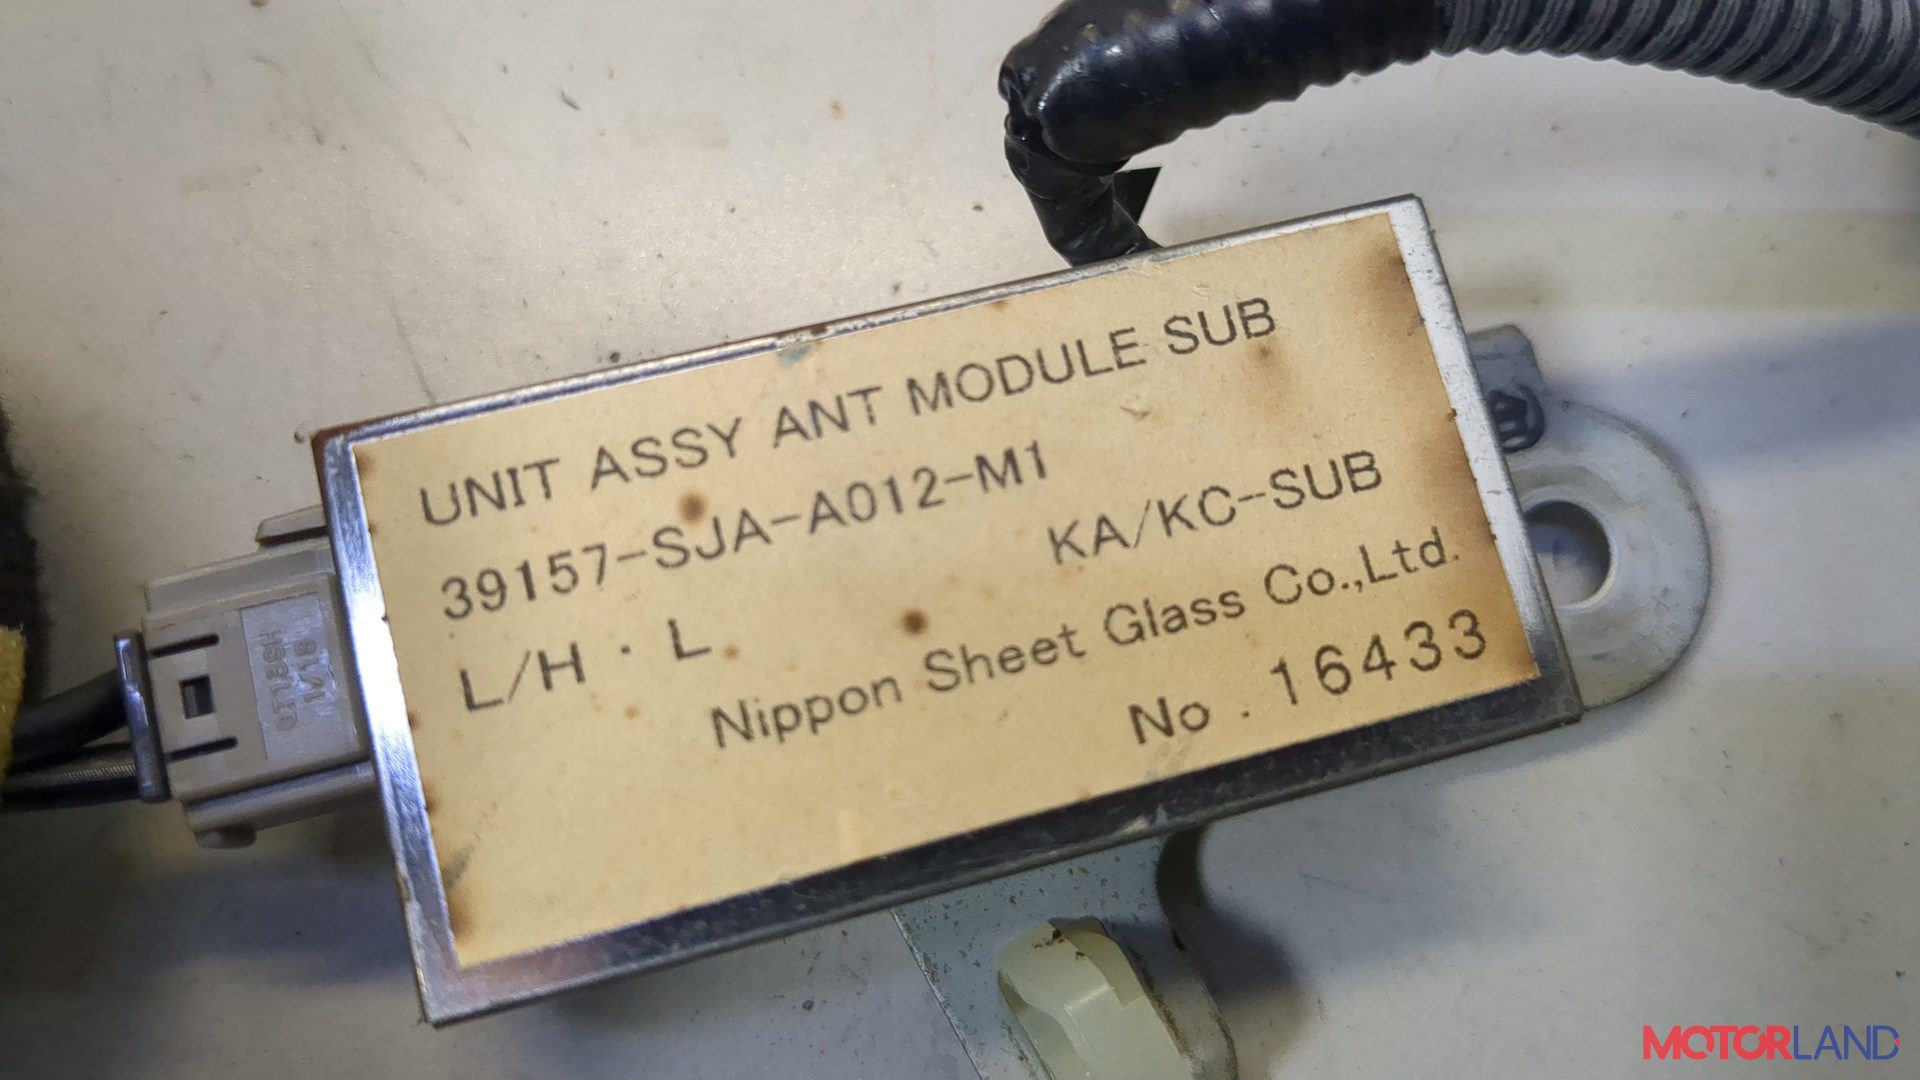 UNIT ASSY ANT MODULE SUB
39157-SJA-A012-M1
KA/KC-SUB
L/H · L
Nippon Sheet Glass Co.,Ltd.
No . 16433
MOTORLAND